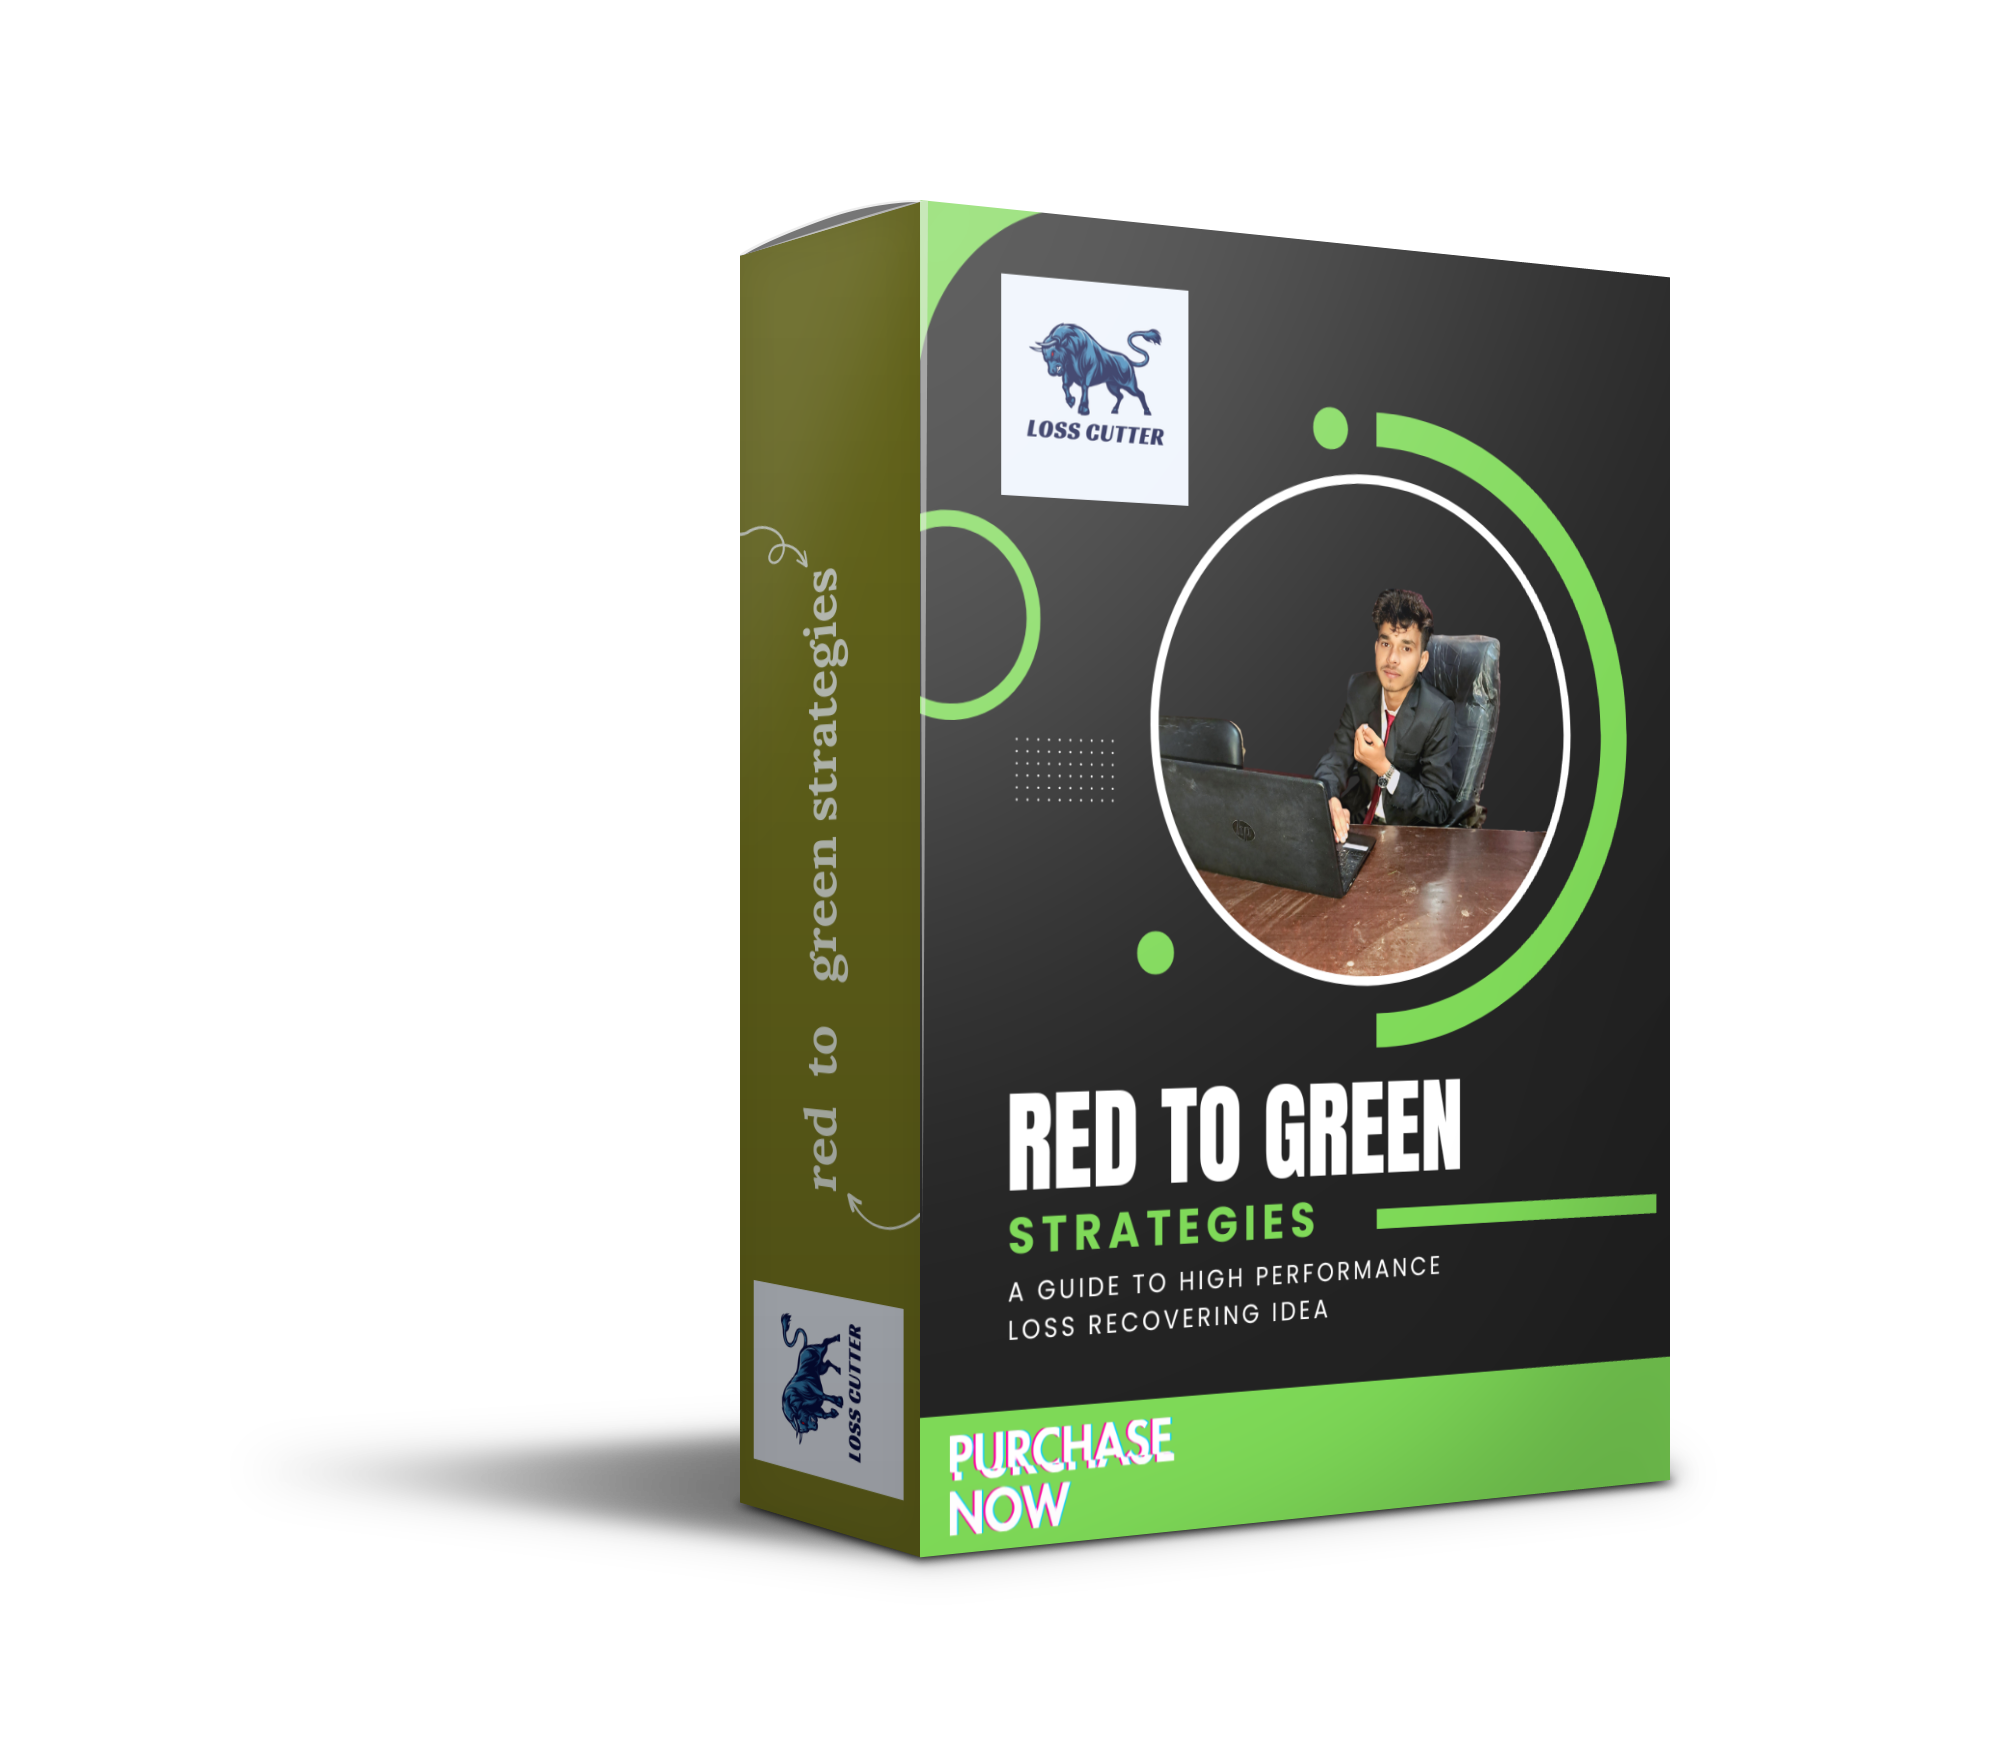 LOSS CUTTER
RED TO GREEN
STRATEGIES
A GUIDE TO HIGH PERFORMANCE
LOSS RECOVERING IDEA
PURCHASE
NOW
red to green strategies
LOSS CUTTER
hp